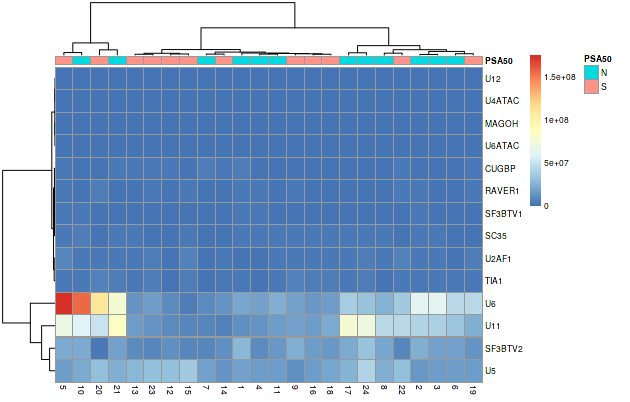 PSA50
PSA50
N
S
1.5e+08
1e+08
5e+07
0
U12
U4ATAC
MAGOH
U6ATAC
CUGBP
RAVER1
SF3BTV1
SC35
U2AF1
TIA1
U6
U11
SF3BTV2
U5
5 10 20 21 13 23 12 15 7 14 1 4 11 9 16 18 17 24 8 22 2 3 6 19